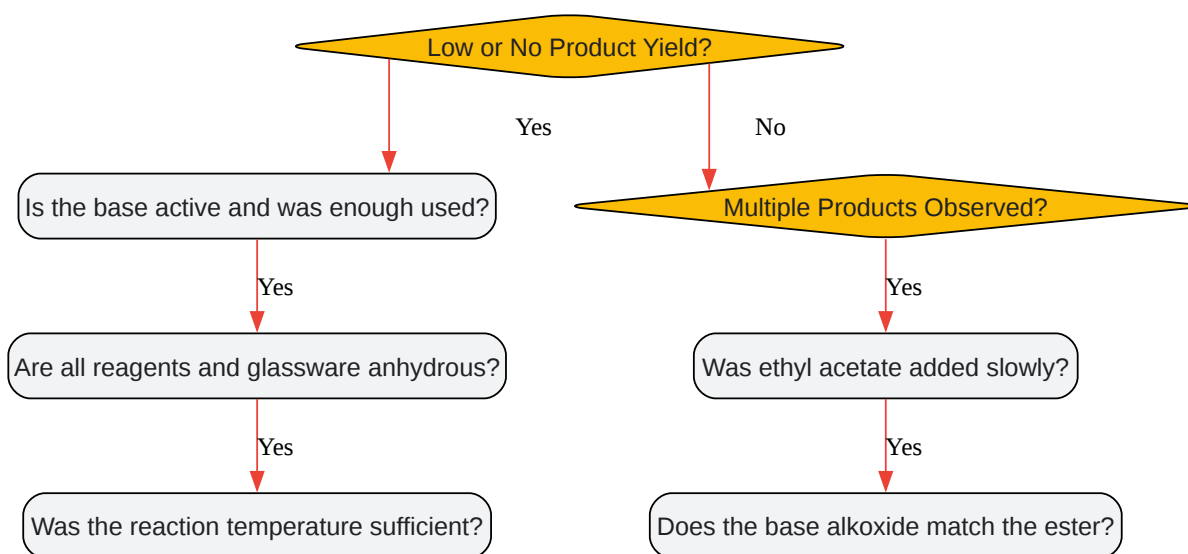 Low or No Product Yield?
Yes
No
Is the base active and was enough used?
Multiple Products Observed?
Yes
Yes
Are all reagents and glassware anhydrous?
Was ethyl acetate added slowly?
Yes
Yes
Was the reaction temperature sufficient?
Does the base alkoxide match the ester?